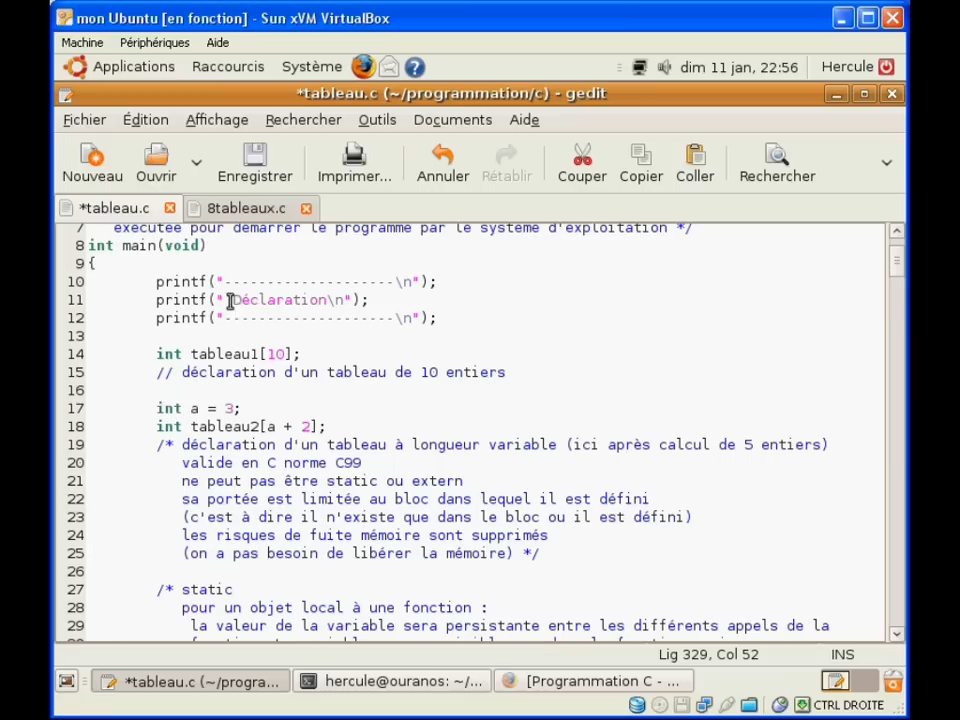 mon Ubuntu [en fonction] - Sun xVM VirtualBox
Machine Périphériques Aide
Applications Raccourcis Système ? dim 11 jan, 22:56 Hercule
*tableau.c (~/programmation/c) - gedit
Fichier Édition Affichage Rechercher Outils Documents Aide
Nouveau Ouvrir Enregistrer Imprimer... Annuler Rétablir Couper Copier Coller Rechercher
*tableau.c 8tableaux.c
7 executee pour demarrer le programme par le systeme d'exploitation */
8 int main(void)
9 {
10 printf("--------------------\n");
11 printf(" Déclaration\n");
12 printf("--------------------\n");
13
14 int tableau1[10];
15 // déclaration d'un tableau de 10 entiers
16
17 int a = 3;
18 int tableau2[a + 2];
19 /* déclaration d'un tableau à longueur variable (ici après calcul de 5 entiers)
20 valide en C norme C99
21 ne peut pas être static ou extern
22 sa portée est limitée au bloc dans lequel il est défini
23 (c'est à dire il n'existe que dans le bloc ou il est défini)
24 les risques de fuite mémoire sont supprimés
25 (on a pas besoin de libérer la mémoire) */
26
27 /* static
28 pour un objet local à une fonction :
29 la valeur de la variable sera persistante entre les différents appels de la
Lig 329, Col 52 INS
*tableau.c (~/progra... hercule@ouranos: ~/... [Programmation C - ...
CTRL DROITE